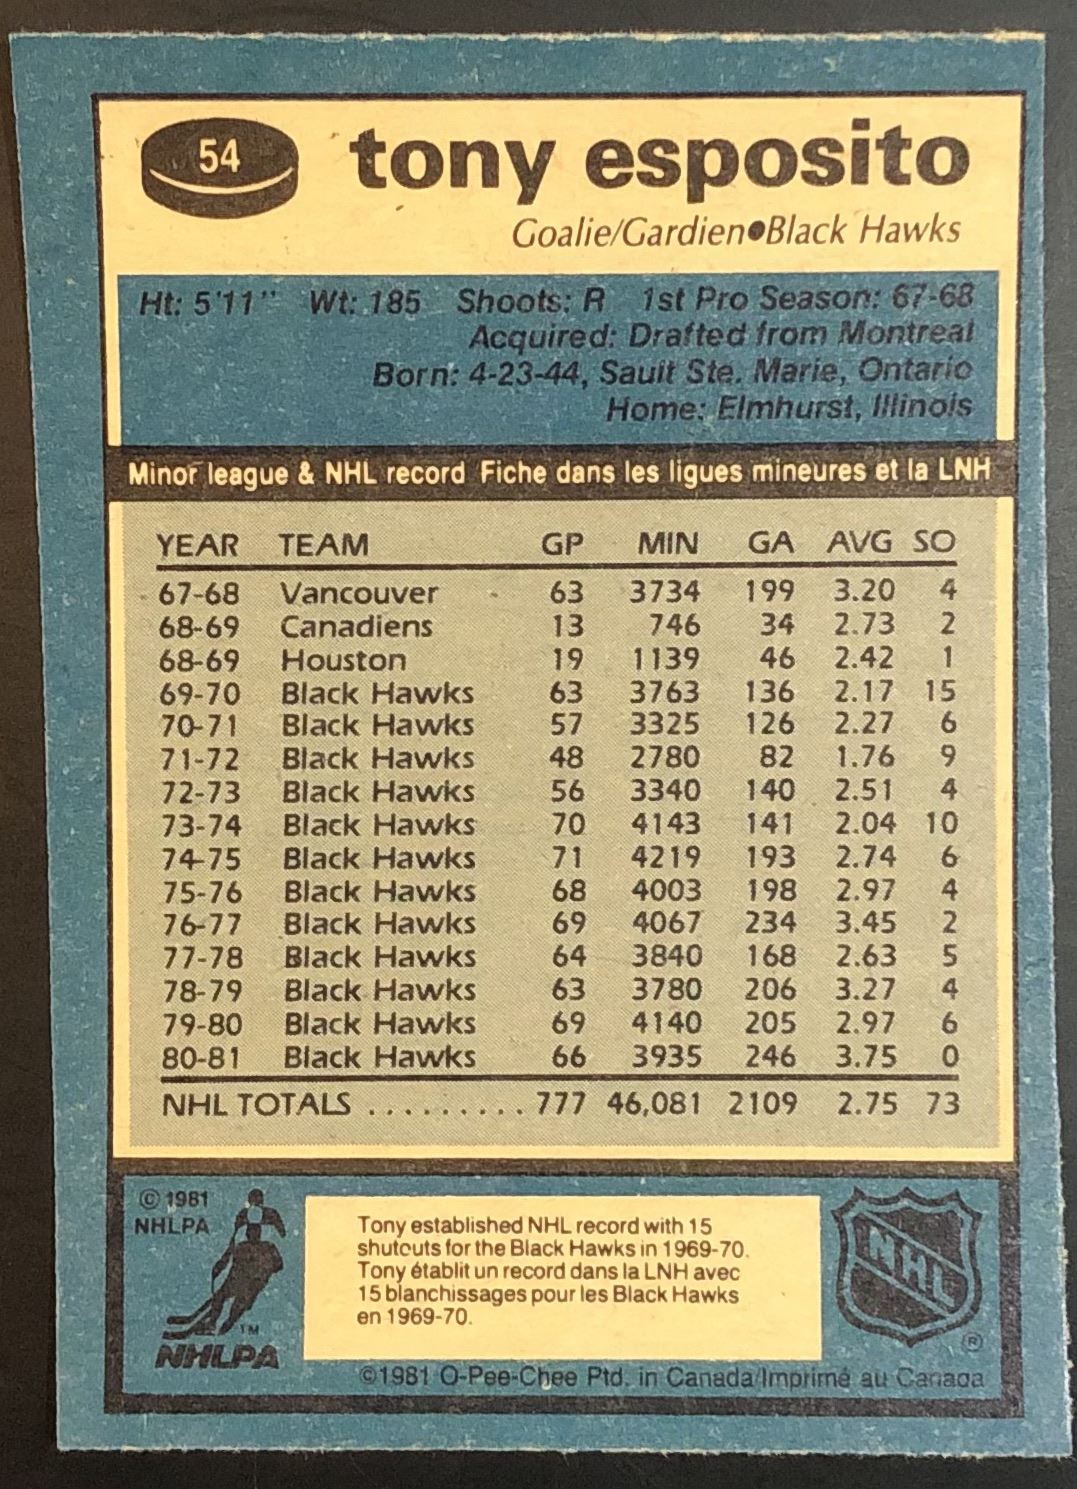 54
tony esposito
Goalie/Gardien●Black Hawks
Ht: 5'11" Wt: 185 Shoots: R 1st Pro Season: 67-68
Acquired: Drafted from Montreal
Born: 4-23-44, Sault Ste. Marie, Ontario
Home: Elmhurst, Illinois
Minor league & NHL record Fiche dans les ligues mineures et la LNH
YEAR TEAM GP MIN GA AVG SO
67-68 Vancouver 63 3734 199 3.20 4
68-69 Canadiens 13 746 34 2.73 2
68-69 Houston 19 1139 46 2.42 1
69-70 Black Hawks 63 3763 136 2.17 15
70-71 Black Hawks 57 3325 126 2.27 6
71-72 Black Hawks 48 2780 82 1.76 9
72-73 Black Hawks 56 3340 140 2.51 4
73-74 Black Hawks 70 4143 141 2.04 10
74-75 Black Hawks 71 4219 193 2.74 6
75-76 Black Hawks 68 4003 198 2.97 4
76-77 Black Hawks 69 4067 234 3.45 2
77-78 Black Hawks 64 3840 168 2.63 5
78-79 Black Hawks 63 3780 206 3.27 4
79-80 Black Hawks 69 4140 205 2.97 6
80-81 Black Hawks 66 3935 246 3.75 0
NHL TOTALS .......... 777 46,081 2109 2.75 73
© 1981
NHLPA
TM
NHLPA
Tony established NHL record with 15
shutouts for the Black Hawks in 1969-70.
Tony établit un record dans la LNH avec
15 blanchissages pour les Black Hawks
en 1969-70.
NHL
®
©1981 O-Pee-Chee Ptd. in Canada/Imprimé au Canada